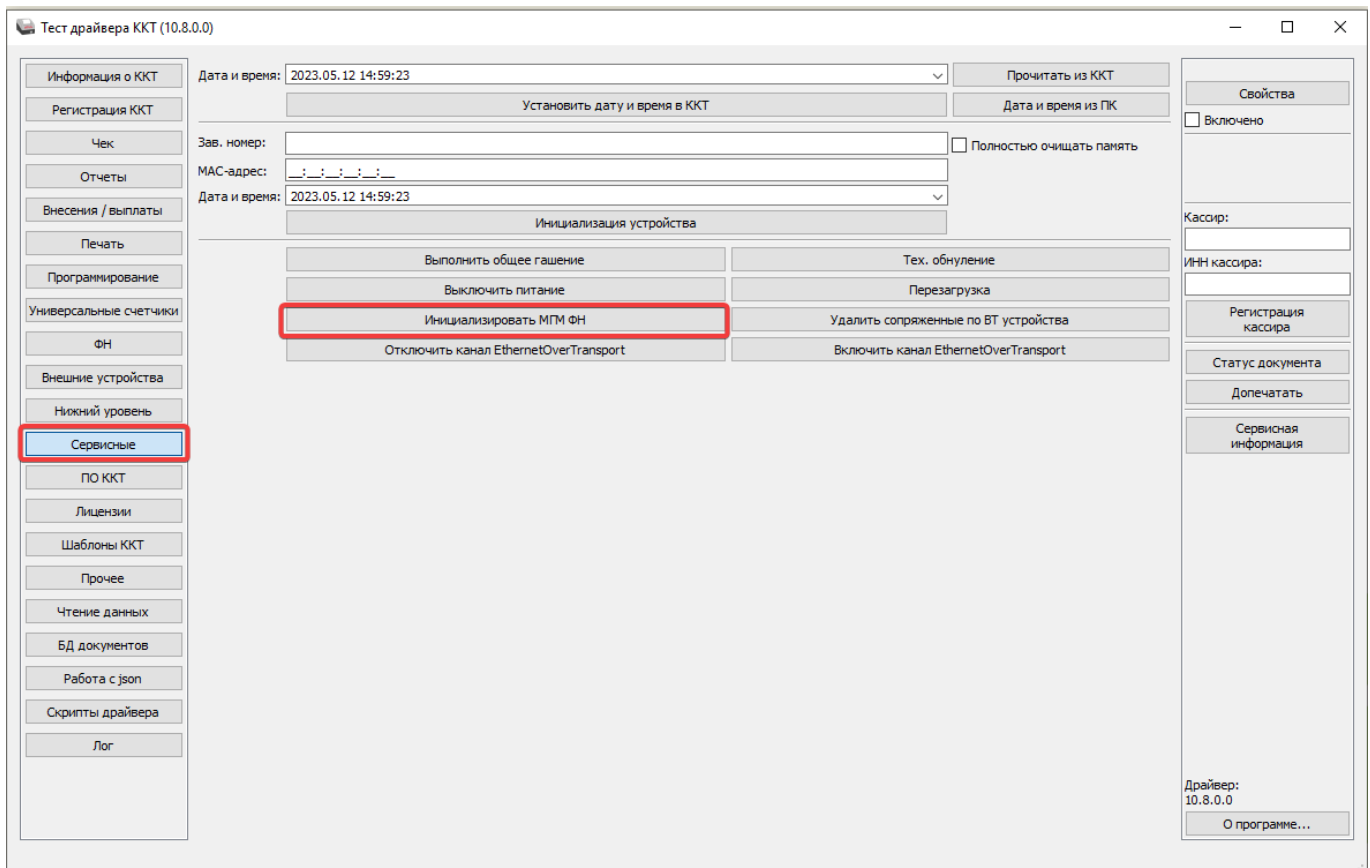 Тест драйвера ККТ (10.8.0.0)
Информация о ККТ
Регистрация ККТ
Чек
Отчеты
Внесения / выплаты
Печать
Программирование
Универсальные счетчики
ФН
Внешние устройства
Нижний уровень
Сервисные
ПО ККТ
Лицензии
Шаблоны ККТ
Прочее
Чтение данных
БД документов
Работа с json
Скрипты драйвера
Лог
Дата и время: 2023.05.12 14:59:23 Прочитать из ККТ
Установить дату и время в ККТ Дата и время из ПК
Зав. номер: Полностью очищать память
MAC-адрес: __:__:__:__:__:__
Дата и время: 2023.05.12 14:59:23
Инициализация устройства
Выполнить общее гашение Тех. обнуление
Выключить питание Перезагрузка
Инициализировать МГМ ФН Удалить сопряженные по BT устройства
Отключить канал EthernetOverTransport Включить канал EthernetOverTransport
Свойства
Включено
Кассир:
ИНН кассира:
Регистрация
кассира
Статус документа
Допечатать
Сервисная
информация
Драйвер:
10.8.0.0
О программе...